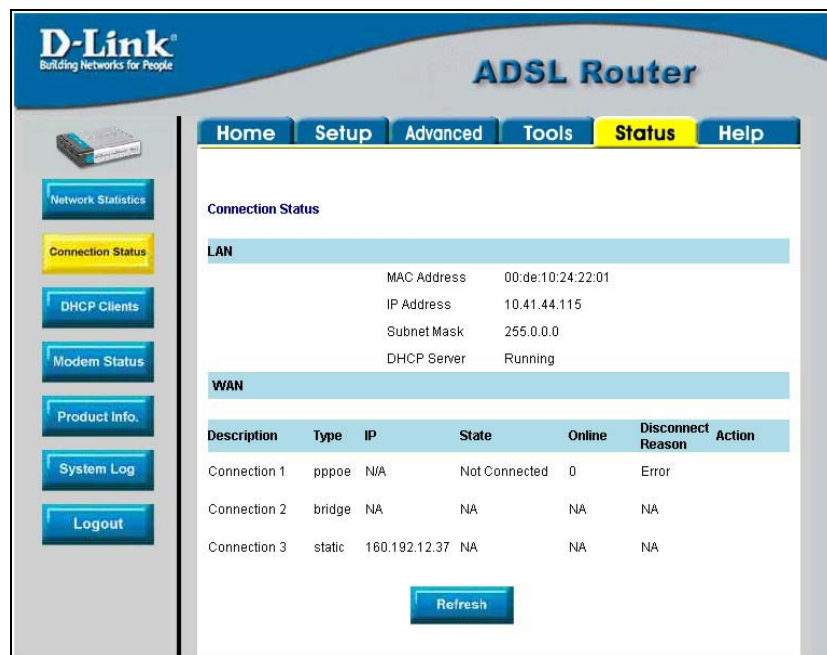 D-Link®
Building Networks for People
ADSL Router
Home Setup Advanced Tools Status Help
Network Statistics
Connection Status
DHCP Clients
Modem Status
Product Info.
System Log
Logout
Connection Status
LAN
MAC Address 00:de:10:24:22:01
IP Address 10.41.44.115
Subnet Mask 255.0.0.0
DHCP Server Running
WAN
Description Type IP State Online Disconnect Reason Action
Connection 1 pppoe N/A Not Connected 0 Error
Connection 2 bridge NA NA NA NA
Connection 3 static 160.192.12.37 NA NA NA
Refresh